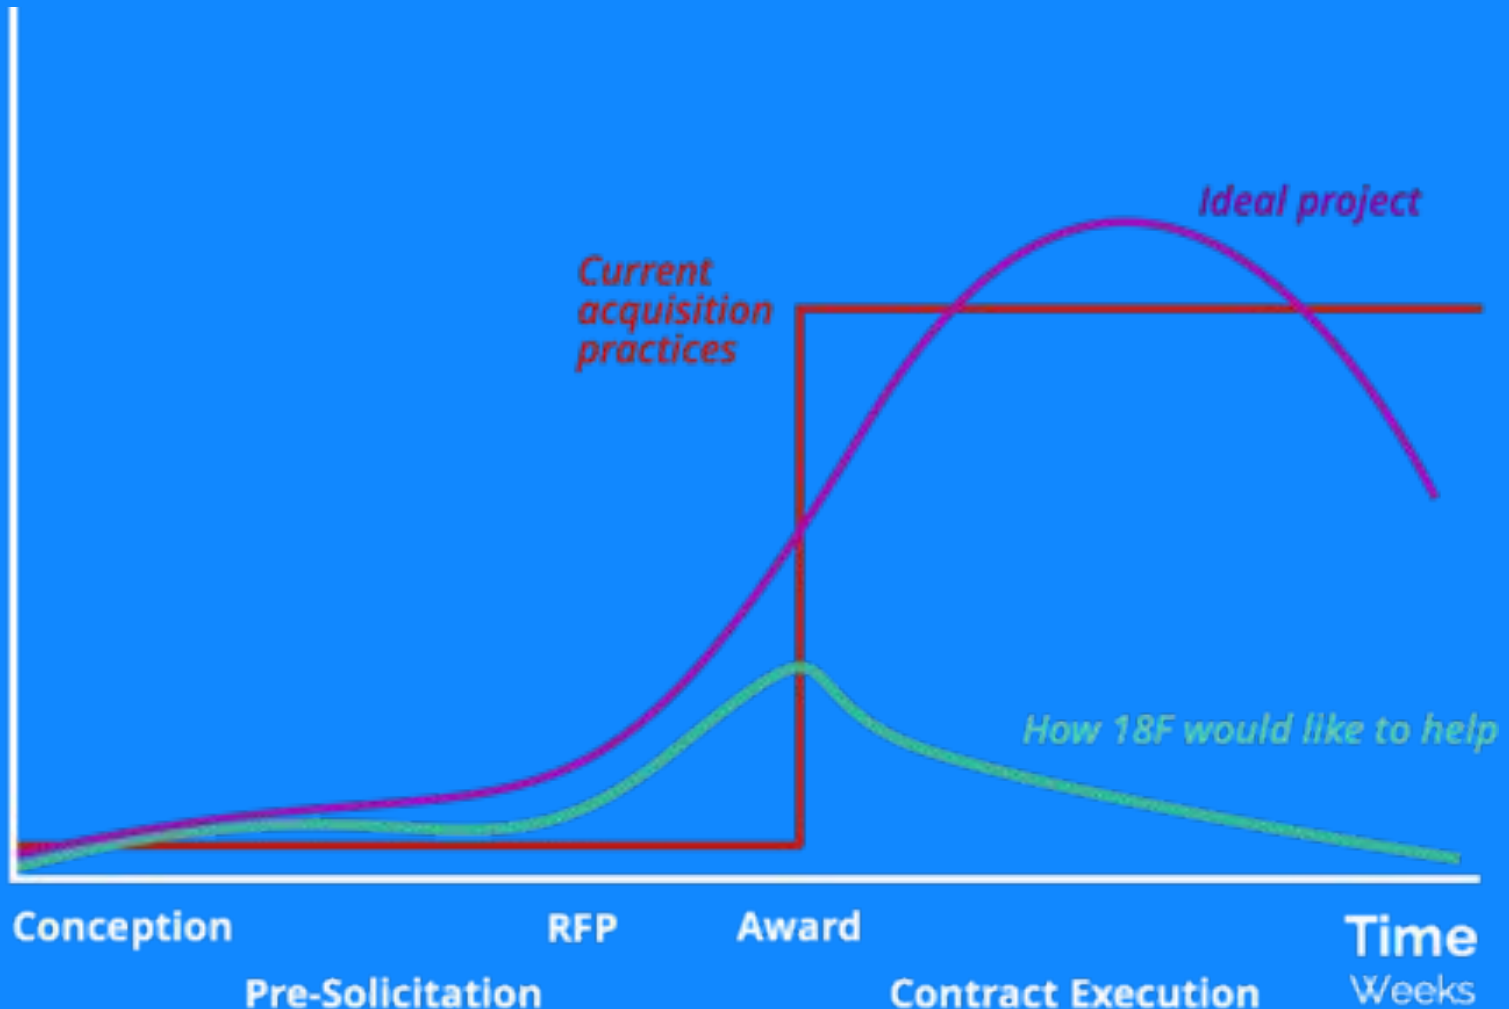 Ideal project
Current
acquisition
practices
How 18F would like to help
Conception
RFP
Award
Time
Pre-Solicitation
Contract Execution
Weeks